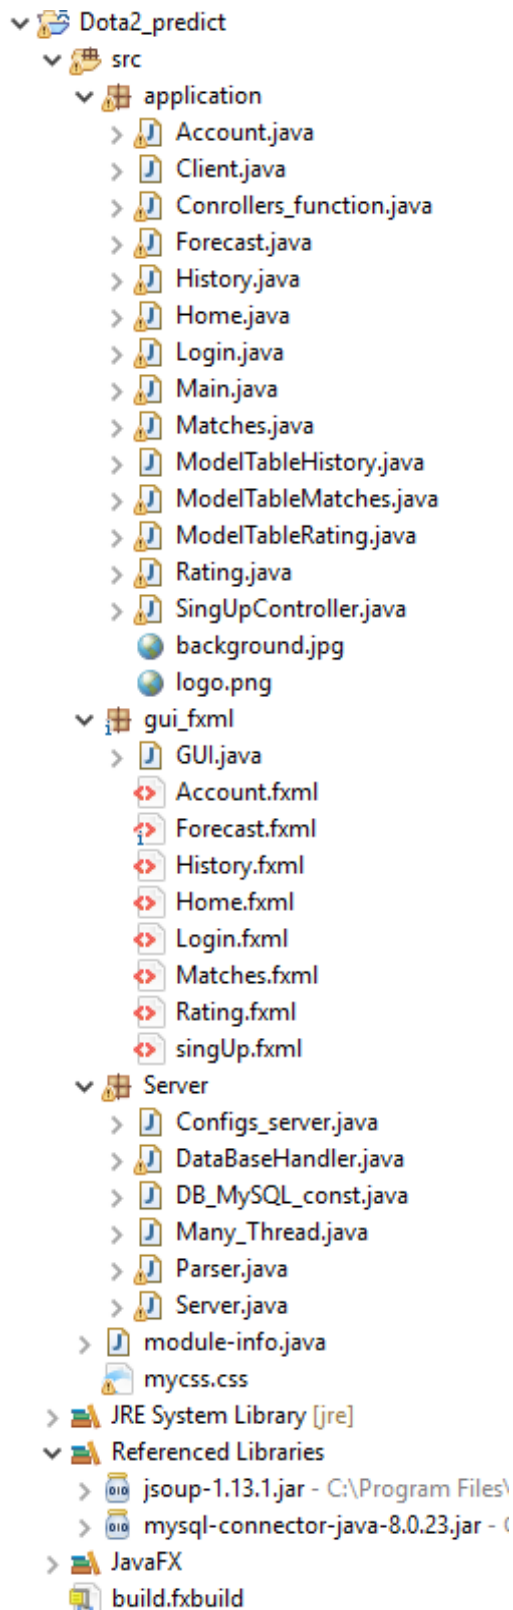 Dota2_predict
src
application
Account.java
Client.java
Conrollers_function.java
Forecast.java
History.java
Home.java
Login.java
Main.java
Matches.java
ModelTableHistory.java
ModelTableMatches.java
ModelTableRating.java
Rating.java
SingUpController.java
background.jpg
logo.png
gui_fxml
GUI.java
Account.fxml
Forecast.fxml
History.fxml
Home.fxml
Login.fxml
Matches.fxml
Rating.fxml
singUp.fxml
Server
Configs_server.java
DataBaseHandler.java
DB_MySQL_const.java
Many_Thread.java
Parser.java
Server.java
module-info.java
mycss.css
JRE System Library [jre]
Referenced Libraries
jsoup-1.13.1.jar - C:\Program Files\
mysql-connector-java-8.0.23.jar - C
JavaFX
build.fxbuild